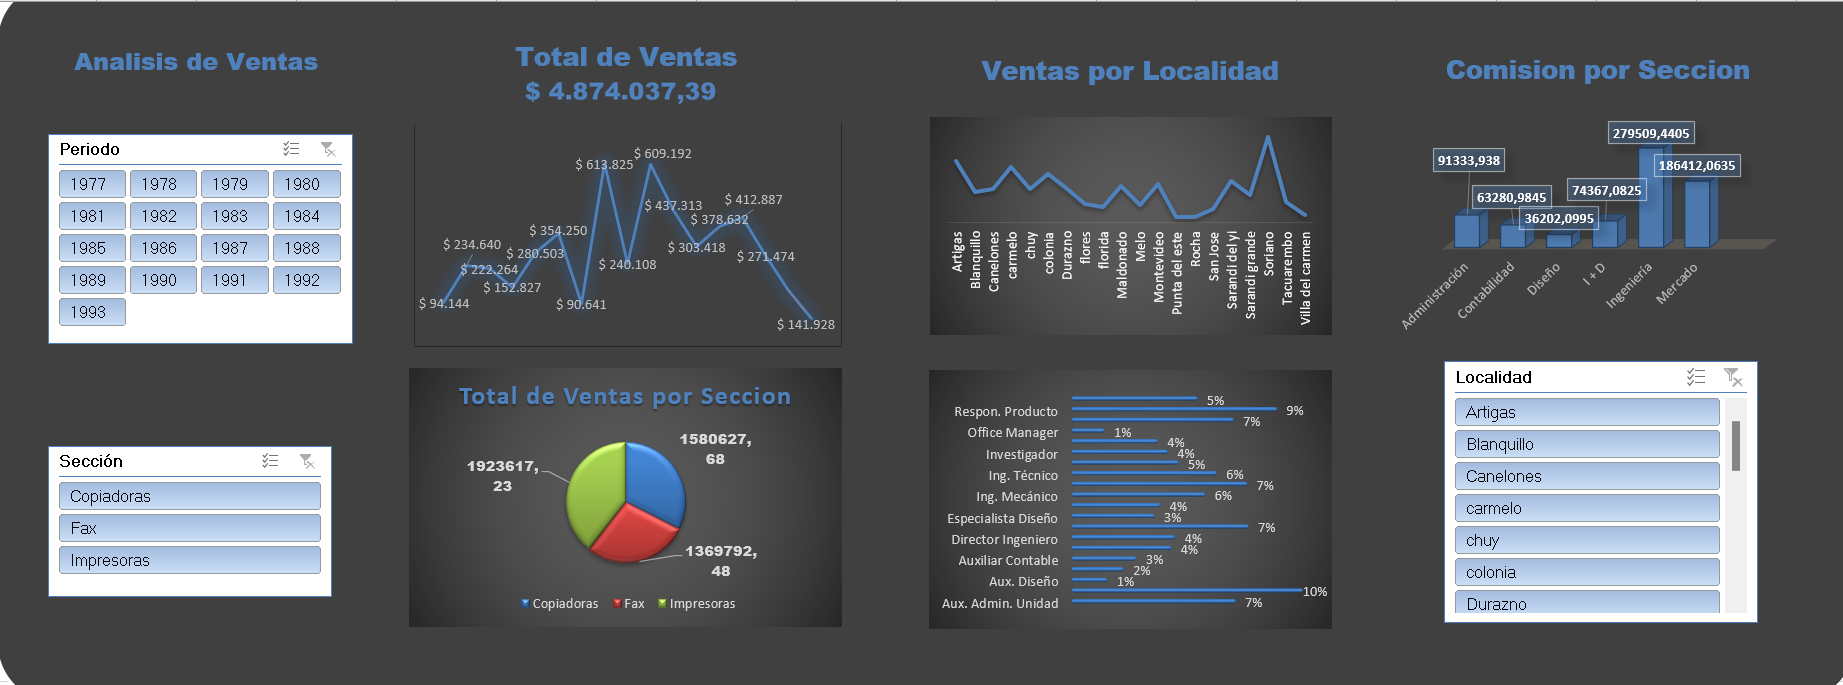 Analisis de Ventas
Total de Ventas
$ 4.874.037,39
Ventas por Localidad
Comision por Seccion
Periodo
1977 1978 1979 1980
1981 1982 1983 1984
1985 1986 1987 1988
1989 1990 1991 1992
1993
$ 94.144
$ 234.640
$ 222.264
$ 152.827
$ 280.503
$ 354.250
$ 90.641
$ 613.825
$ 240.108
$ 609.192
$ 437.313
$ 303.418
$ 378.632
$ 412.887
$ 271.474
$ 141.928
Artigas
Blanquillo
Canelones
carmelo
chuy
colonia
Durazno
flores
florida
Maldonado
Melo
Montevideo
Punta del este
Rocha
San Jose
Sarandi del yi
Sarandi grande
Soriano
Tacuarembo
Villa del carmen
91333,938
63280,9845
36202,0995
74367,0825
279509,4405
186412,0635
Administración
Contabilidad
Diseño
I + D
Ingeniería
Mercado
Sección
Copiadoras
Fax
Impresoras
Total de Ventas por Seccion
1580627,
68
1923617,
23
1369792,
48
Copiadoras Fax Impresoras
5%
Respon. Producto 9%
7%
Office Manager 1%
4%
Investigador 4%
5%
Ing. Técnico 6%
7%
Ing. Mecánico 6%
4%
Especialista Diseño 3%
7%
Director Ingeniero 4%
4%
Auxiliar Contable 3%
2%
Aux. Diseño 1%
10%
Aux. Admin. Unidad 7%
Localidad
Artigas
Blanquillo
Canelones
carmelo
chuy
colonia
Durazno